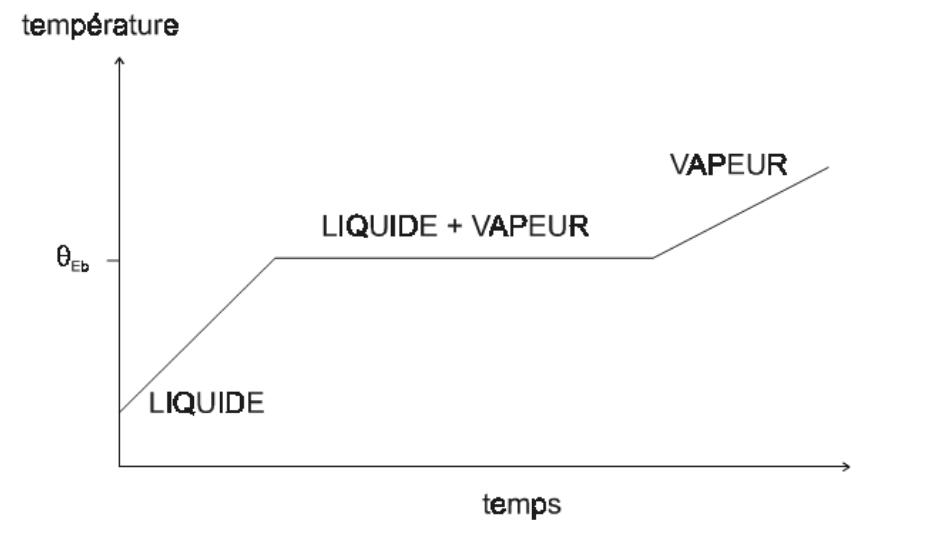 température
VAPEUR
LIQUIDE + VAPEUR
θEb
LIQUIDE
temps